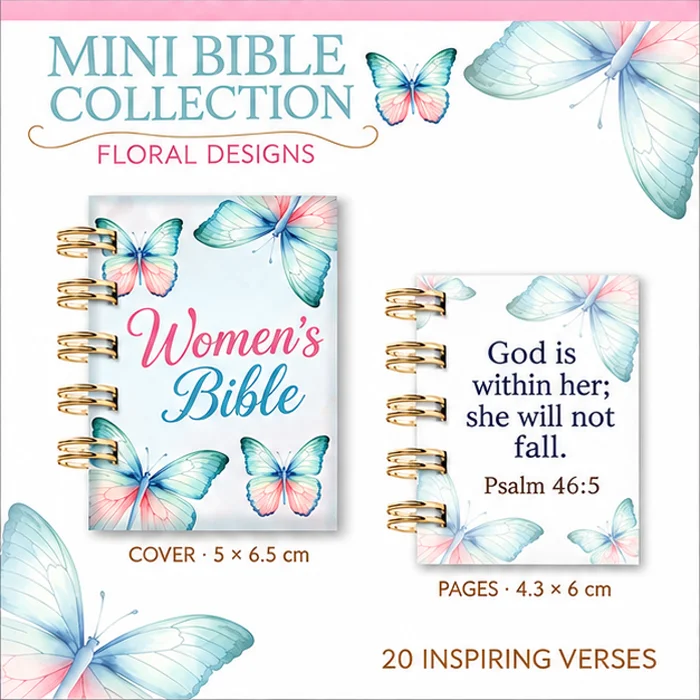 MINI BIBLE
COLLECTION
FLORAL DESIGNS
Women's
Bible
COVER · 5 × 6.5 cm
God is
within her;
she will not
fall.
Psalm 46:5
PAGES · 4.3 × 6 cm
20 INSPIRING VERSES